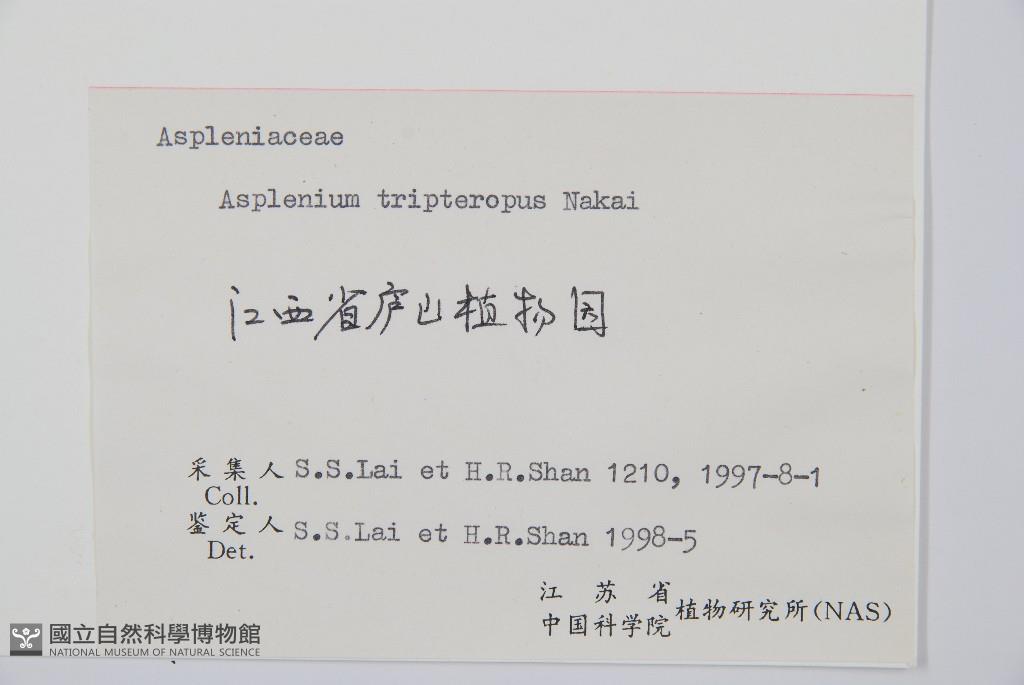 Aspleniaceae
Asplenium tripteropus Nakai
江西省庐山植物园
采集人 S.S.Lai et H.R.Shan 1210, 1997-8-1
Coll.
鉴定人 S.S.Lai et H.R.Shan 1998-5
Det.
江苏省
中国科学院 植物研究所(NAS)
國立自然科學博物館
NATIONAL MUSEUM OF NATURAL SCIENCE